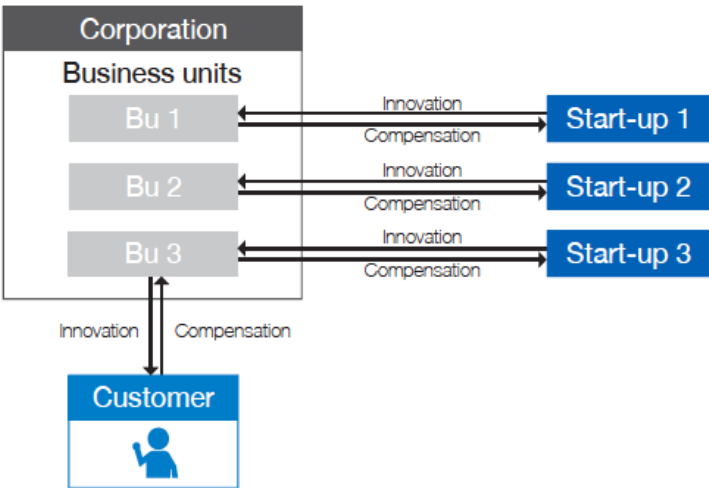 Corporation
Business units
Bu 1
Innovation
Compensation
Start-up 1
Bu 2
Innovation
Compensation
Start-up 2
Bu 3
Innovation
Compensation
Start-up 3
Innovation
Compensation
Customer